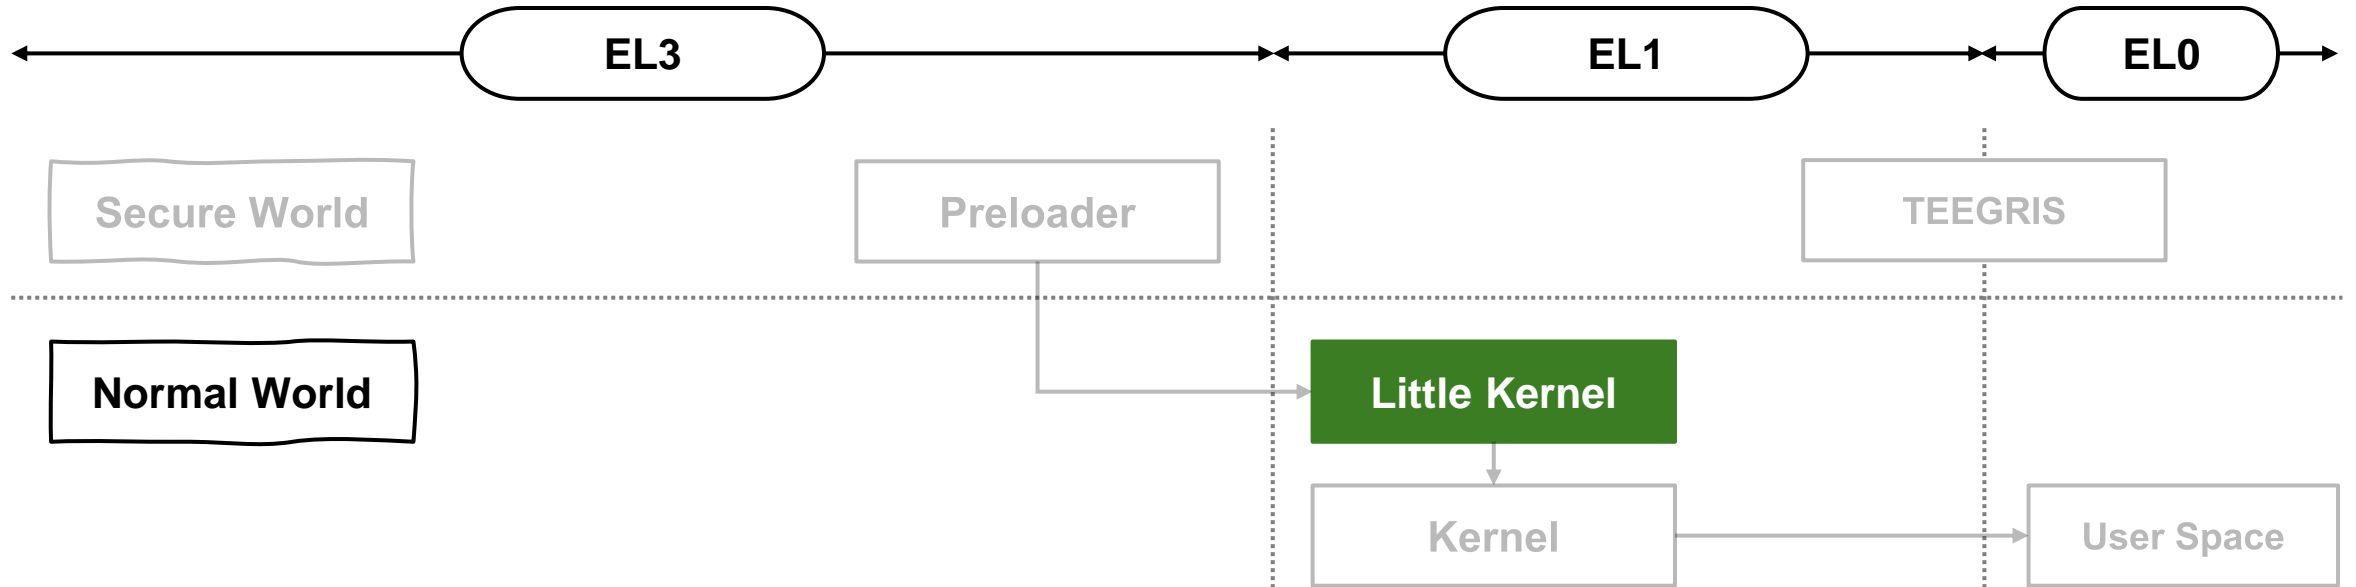 EL3
EL1
EL0
Secure World
Preloader
TEEGRIS
Normal World
Little Kernel
Kernel
User Space